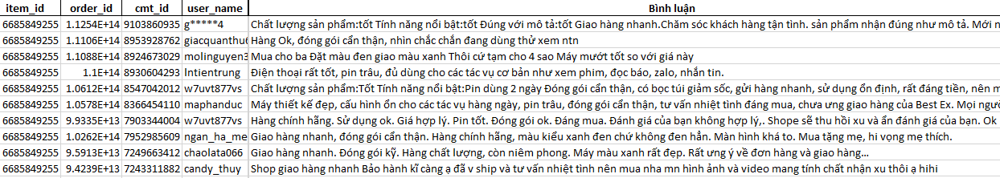 item_id order_id cmt_id user_name Bình luận
6685849255 1.1254E+14 9103860935 g*****4 Chất lượng sản phẩm:tốt Tính năng nổi bật:tốt Đúng với mô tả:tốt Giao hàng nhanh.Chăm sóc khách hàng tận tình. sản phẩm nhận đúng như mô tả. Mới n
6685849255 1.1106E+14 8953928762 giacquanthu6 Hàng Ok, đóng gói cẩn thận, nhìn chắc chắn đang dùng thử xem ntn
6685849255 1.1088E+14 8924673029 molinguyen3 Mua cho ba Đặt màu đen giao màu xanh Thôi cứ tạm cho 4 sao Máy mướt tốt so với giá này
6685849255 1.1E+14 8930604293 lntientrung Điện thoại rất tốt, pin trâu, đủ dùng cho các tác vụ cơ bản như xem phim, đọc báo, zalo, nhắn tin.
6685849255 1.0612E+14 8547042012 w7uvt877vs Chất lượng sản phẩm:Tốt Tính năng nổi bật:Pin dùng 2 ngày Đóng gói cẩn thận, có bọc túi giảm sốc, gửi hàng nhanh, sử dụng ổn định, rất đáng tiền, nên m
6685849255 1.0578E+14 8366454110 maphanduc Máy thiết kế đẹp, cấu hình ổn cho các tác vụ hàng ngày, pin trâu, đóng gói cẩn thận, tư vấn nhiệt tình đáng mua, chưa ưng giao hàng của Best Ex. Mọi ngườ
6685849255 9.9335E+13 7903344004 w7uvt877vs Hàng chính hãng. Sử dụng ok. Giá hợp lý. Pin tốt. Đóng gói ok. Đáng mua. Đánh giá của bạn không hợp lý,. Shope sẽ thu hồi xu và ẩn đánh giá của bạn. Ok
6685849255 1.0262E+14 7952985609 ngan_ha_me Giao hàng nhanh, đóng gói cẩn thận. Hàng chính hãng, màu kiểu xanh đen chứ không đen hẳn. Màn hình khá to. Mua tặng mẹ, hi vọng mẹ thích.
6685849255 9.5913E+13 7249663412 chaolata066 Giao hàng nhanh. Đóng gói kỹ. Hàng chất lượng, còn niêm phong. Máy màu xanh rất đẹp. Rất ưng ý về đơn hàng và giao hàng...
6685849255 9.4239E+13 7243311882 candy_thuy Shop giao hàng nhanh Bảo hành kĩ càng ạ đã v ship và tư vấn nhiệt tình nên mua nha mn hình ảnh và video mang tính chất nhận xu thôi ạ hihi